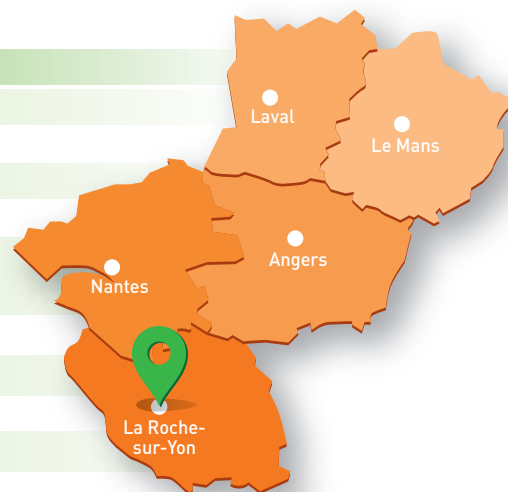 Laval
Le Mans
Angers
Nantes
La Roche-
sur-Yon